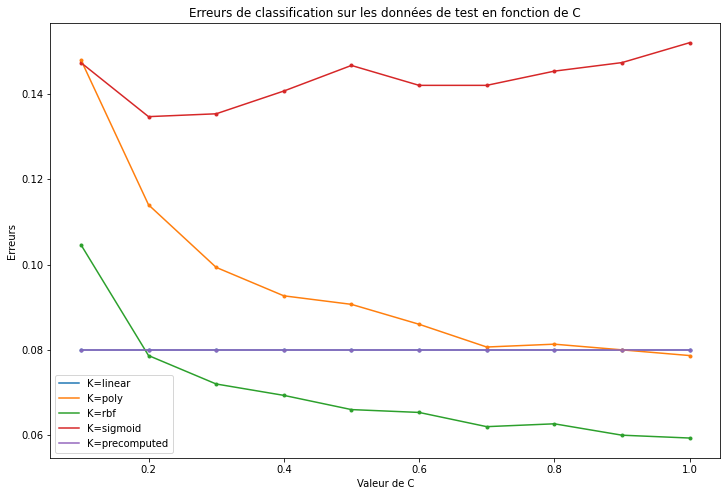 Erreurs de classification sur les données de test en fonction de C
0.14
0.12
0.10
0.08
0.06
Erreurs
K=linear
K=poly
K=rbf
K=sigmoid
K=precomputed
0.2 0.4 0.6 0.8 1.0
Valeur de C